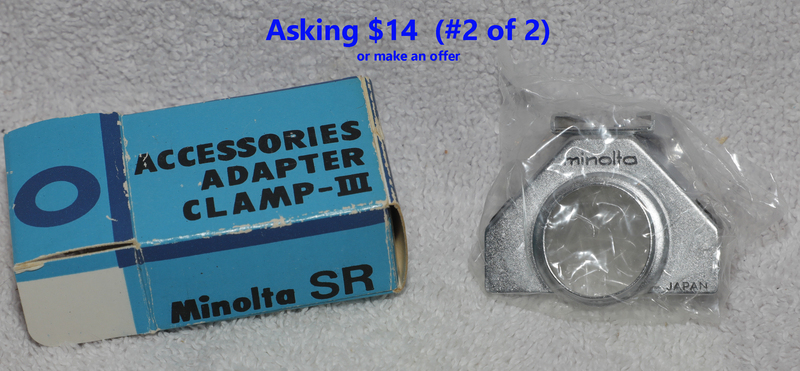 Asking $14 (#2 of 2)
or make an offer
ACCESSORIES
ADAPTER
CLAMP-III
Minolta SR
minolta
JAPAN